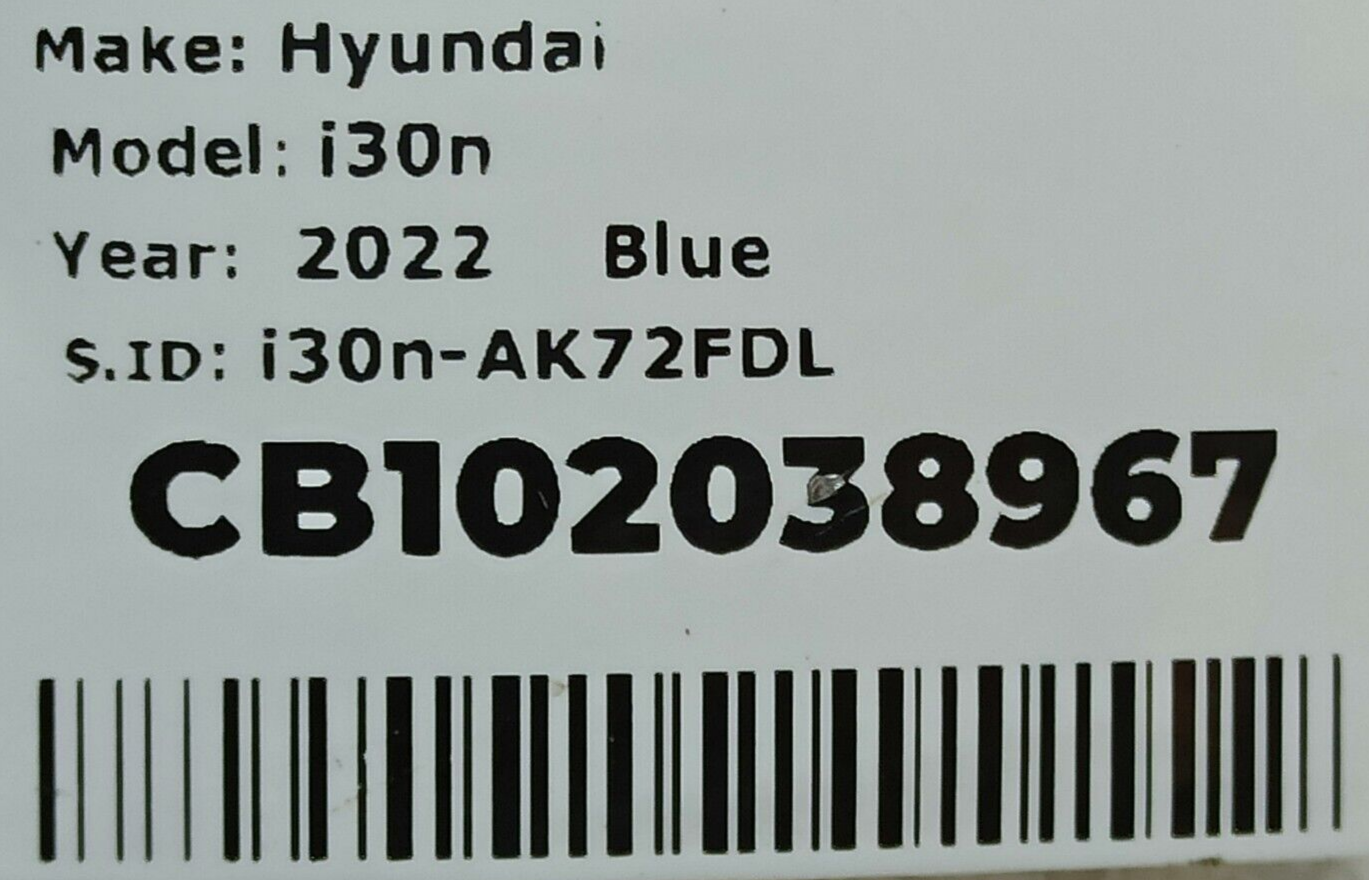 Make: Hyundai
Model: i30n
Year: 2022 Blue
S.ID: i30n-AK72FDL
CB102038967